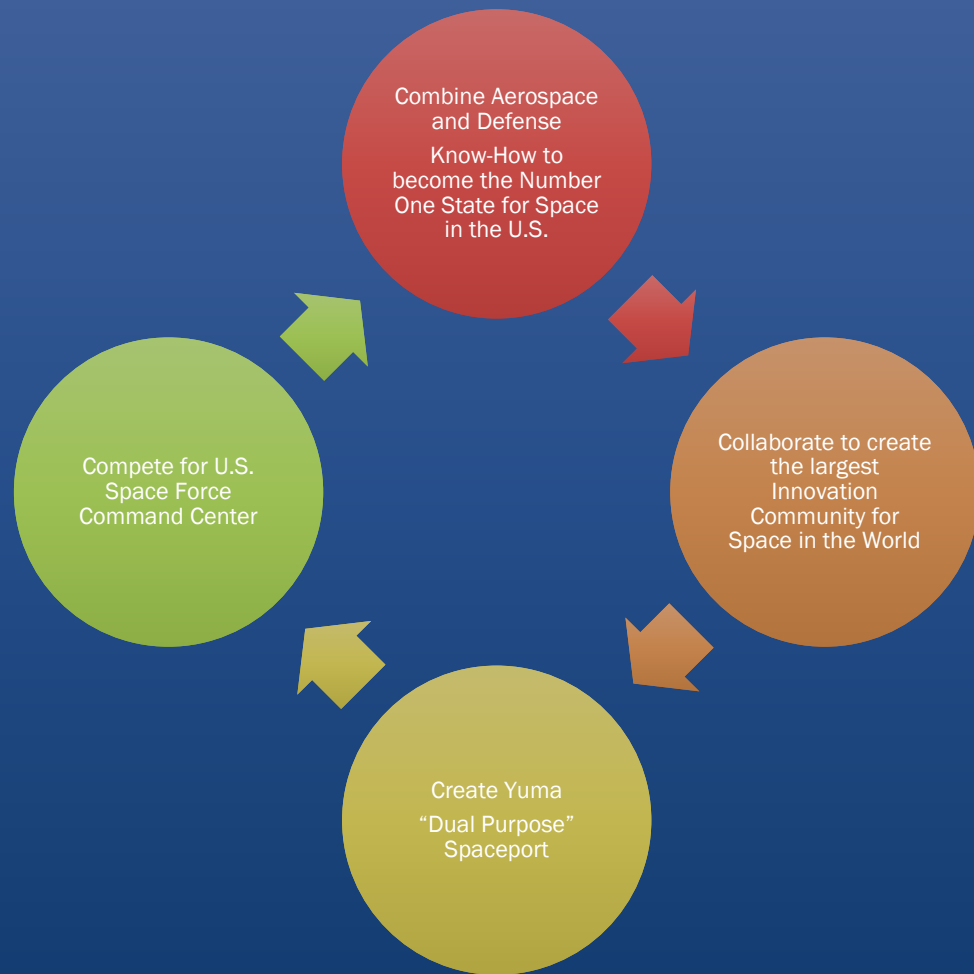 Combine Aerospace
and Defense
Know-How to
become the Number
One State for Space
in the U.S.
Collaborate to create
the largest
Innovation
Community for
Space in the World
Create Yuma
“Dual Purpose”
Spaceport
Compete for U.S.
Space Force
Command Center